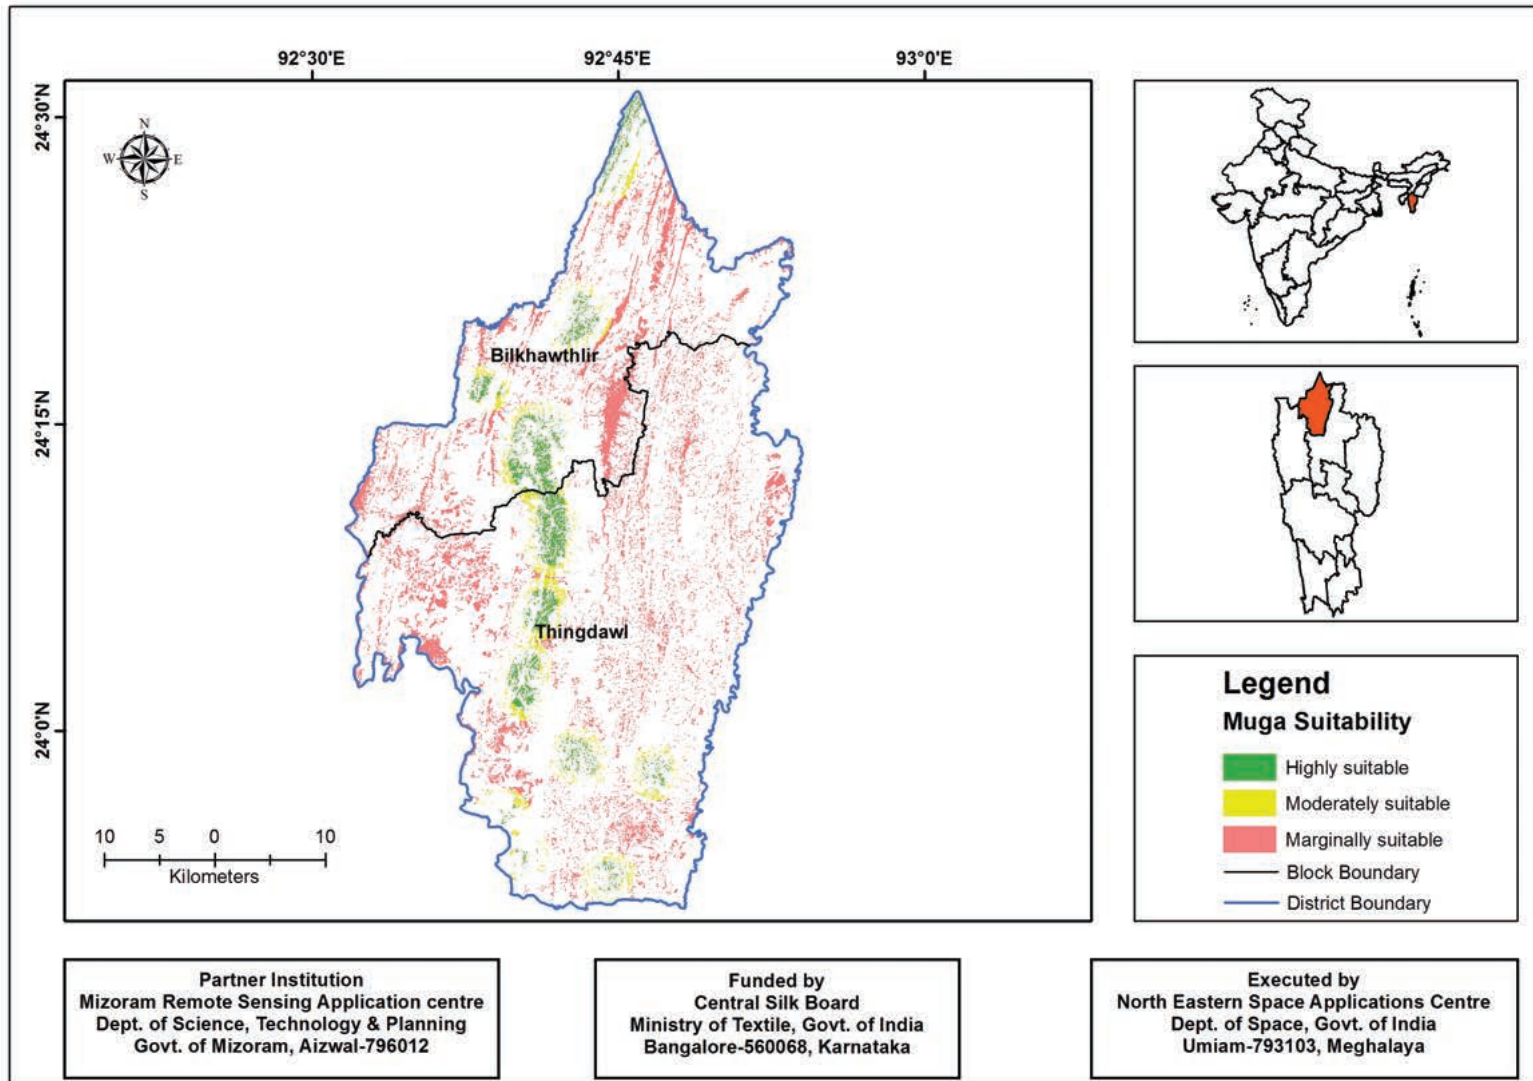 92°30'E
92°45'E
93°0'E
24°30'N
24°15'N
24°0'N
N
W
E
S
Bilkhawthlir
Thingdawl
10 5 0 10
Kilometers
Legend
Muga Suitability
Highly suitable
Moderately suitable
Marginally suitable
Block Boundary
District Boundary
Partner Institution
Mizoram Remote Sensing Application centre
Dept. of Science, Technology & Planning
Govt. of Mizoram, Aizwal-796012
Funded by
Central Silk Board
Ministry of Textile, Govt. of India
Bangalore-560068, Karnataka
Executed by
North Eastern Space Applications Centre
Dept. of Space, Govt. of India
Umiam-793103, Meghalaya